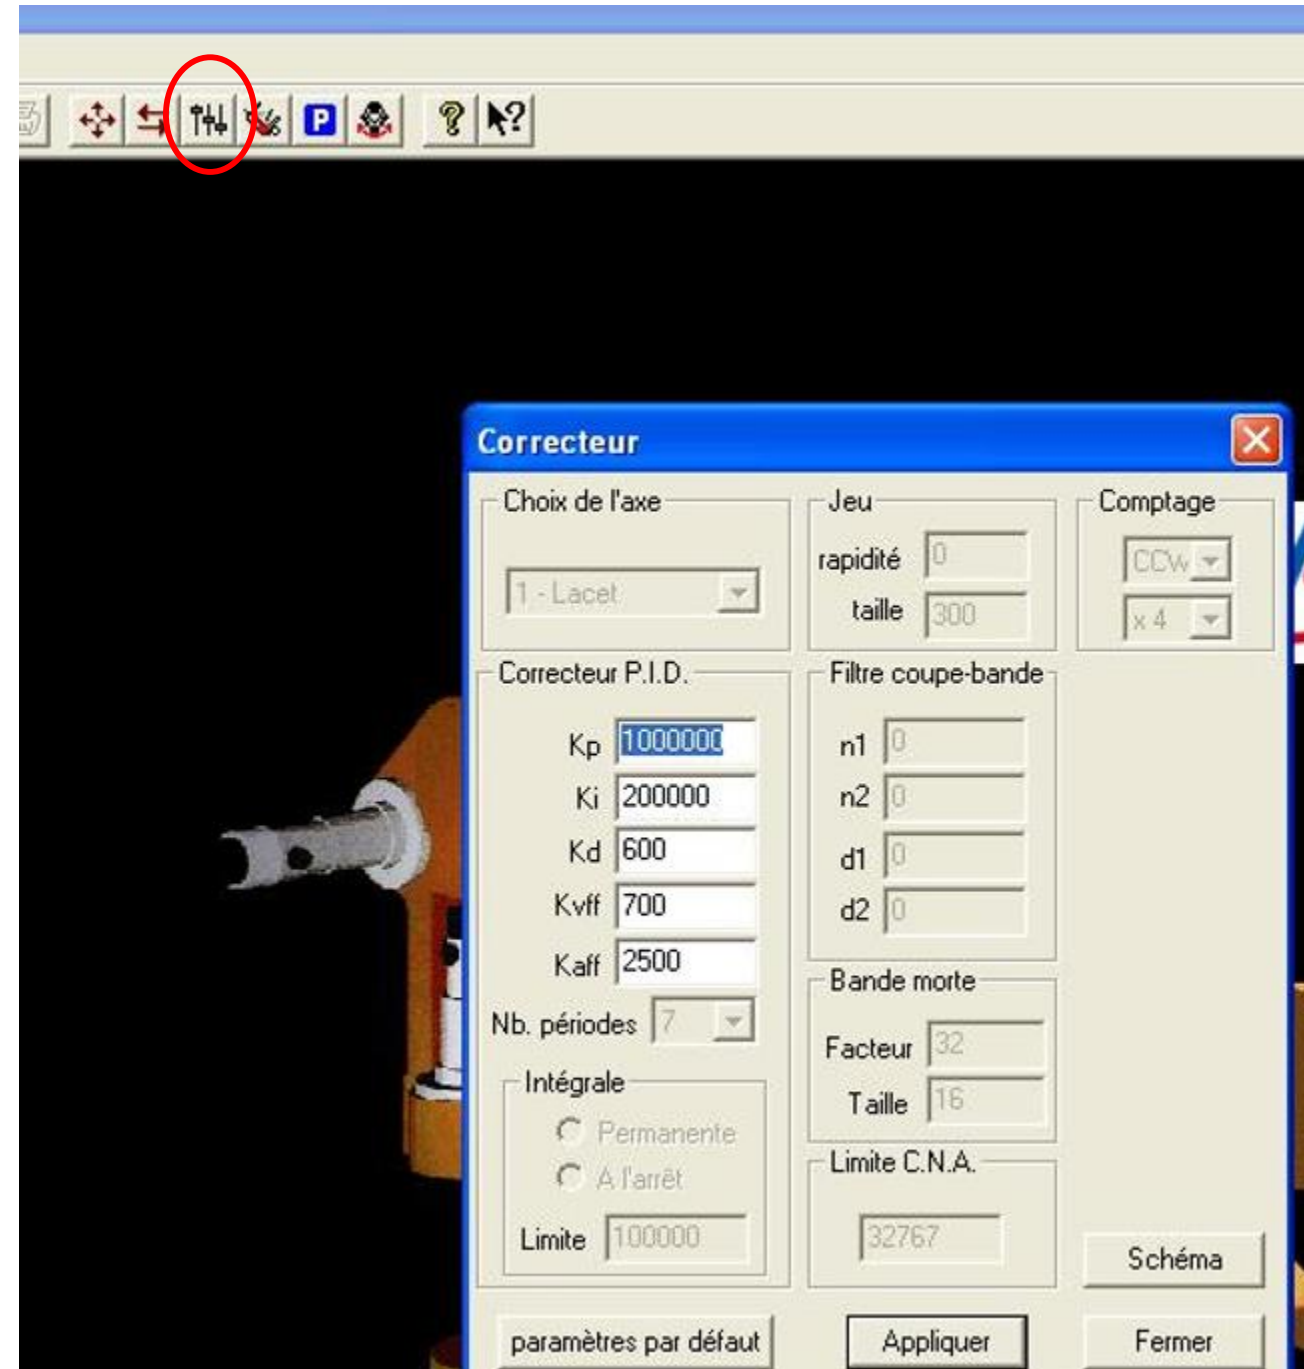 P ? ?
Correcteur
Choix de l'axe
1 - Lacet
Jeu
rapidité 0
taille 300
Comptage
CCW
x 4
Correcteur P.I.D.
Kp 1000000
Ki 200000
Kd 600
Kvff 700
Kaff 2500
Nb. périodes 7
Intégrale
Permanente
A l'arrêt
Limite 100000
Filtre coupe-bande
n1 0
n2 0
d1 0
d2 0
Bande morte
Facteur 32
Taille 16
Limite C.N.A.
32767
Schéma
paramètres par défaut Appliquer Fermer